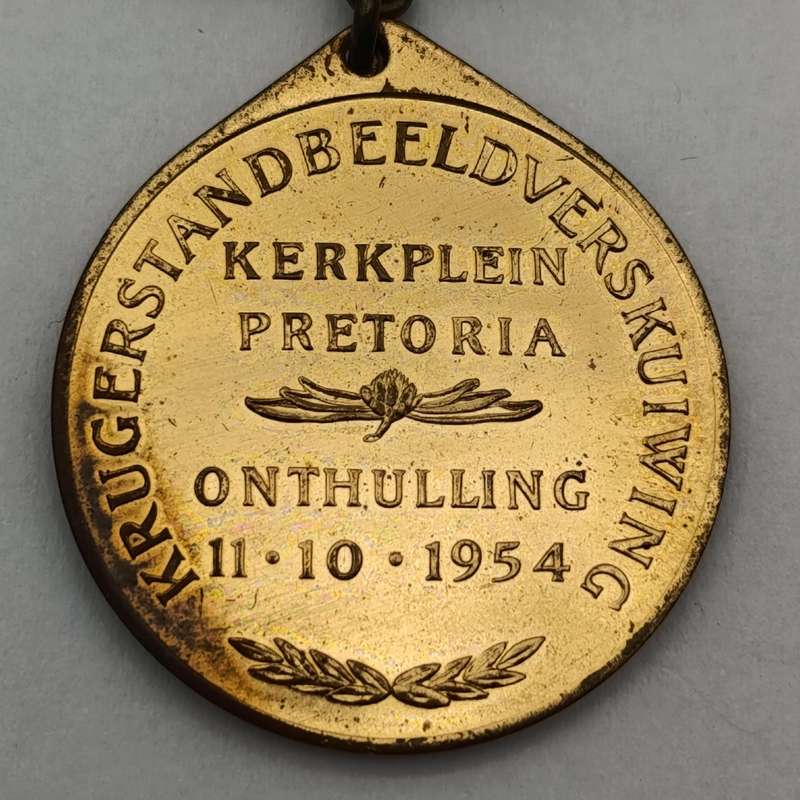 KRUGERSTANDBEELDVERSKUIWING
KERKPLEIN
PRETORIA
ONTHULLING
11·10·1954